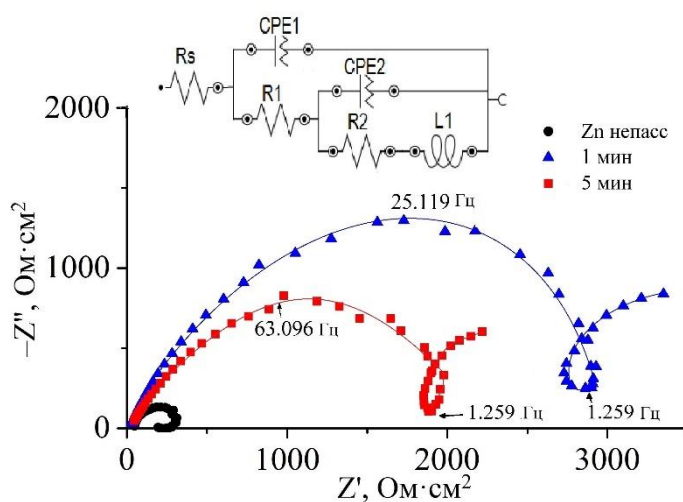 CPE1
Rs
CPE2
R1
R2
L1
Zn непасс
1 мин
5 мин
2000
1000
0
–Z", Ом·см²
25.119 Гц
63.096 Гц
1.259 Гц
1.259 Гц
0
1000
2000
3000
Z', Ом·см²